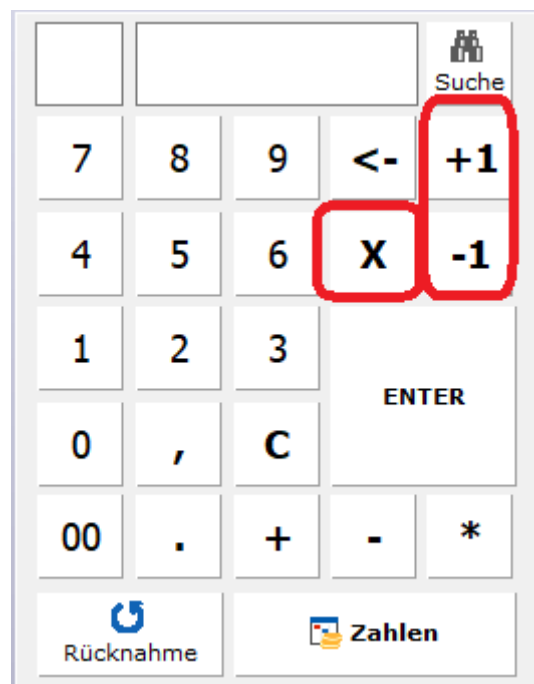 Suche
7 8 9 <- +1
4 5 6 X -1
1 2 3
ENTER
0 , C
00 . + - *
Rücknahme Zahlen